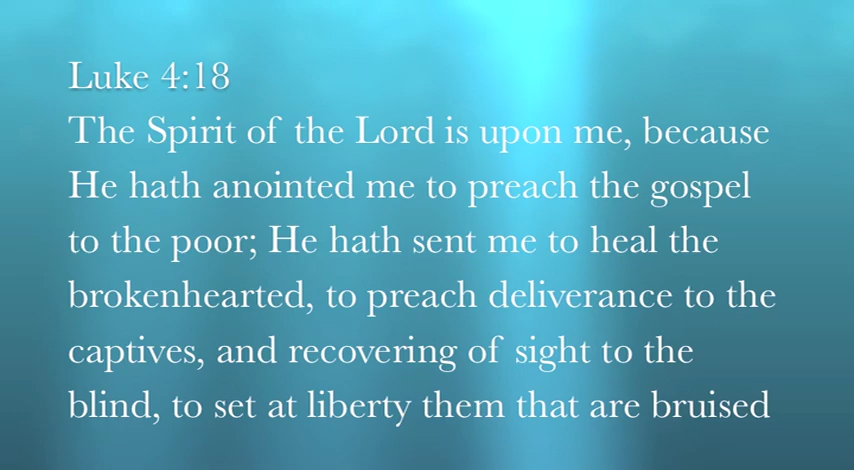 Luke 4:18
The Spirit of the Lord is upon me, because
He hath anointed me to preach the gospel
to the poor; He hath sent me to heal the
brokenhearted, to preach deliverance to the
captives, and recovering of sight to the
blind, to set at liberty them that are bruised